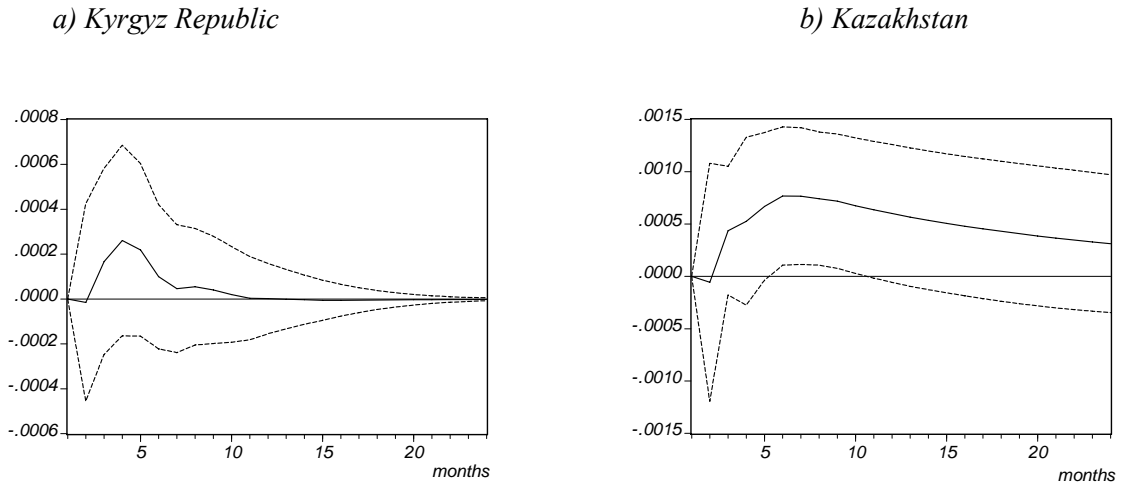 a) Kyrgyz Republic
b) Kazakhstan
.0008
.0006
.0004
.0002
.0000
-.0002
-.0004
-.0006
5 10 15 20
months
.0015
.0010
.0005
.0000
-.0005
-.0010
-.0015
5 10 15 20
months